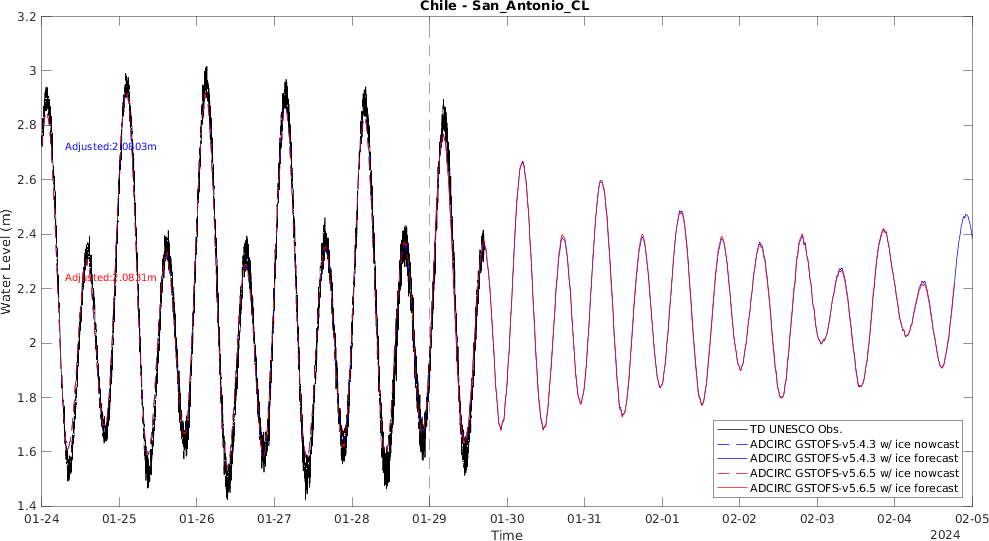 Chile - San_Antonio_CL
3.2
3
2.8
2.6
2.4
2.2
2
1.8
1.6
1.4
Water Level (m)
Adjusted:2.0803m
Adjusted:2.0831m
TD UNESCO Obs.
ADCIRC GSTOFS-v5.4.3 w/ ice nowcast
ADCIRC GSTOFS-v5.4.3 w/ ice forecast
ADCIRC GSTOFS-v5.6.5 w/ ice nowcast
ADCIRC GSTOFS-v5.6.5 w/ ice forecast
01-24 01-25 01-26 01-27 01-28 01-29 01-30 01-31 02-01 02-02 02-03 02-04 02-05
Time
2024